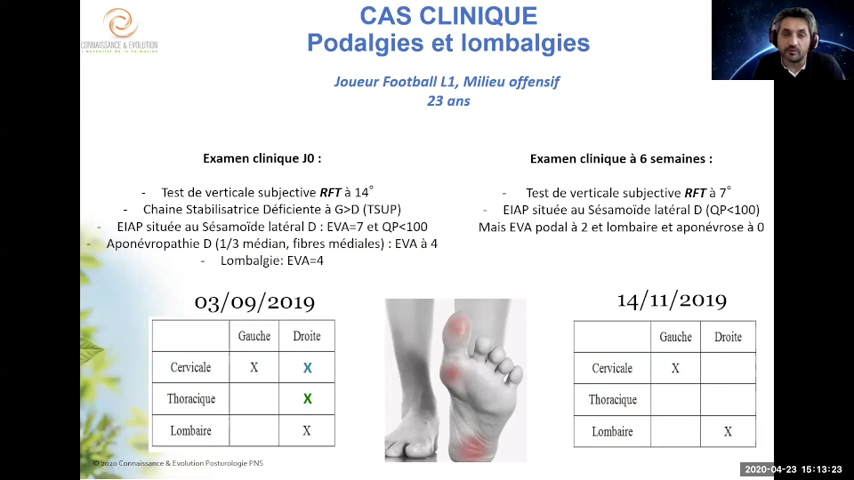 CAS CLINIQUE
Podalgies et lombalgies
CONNAISSANCE & EVOLUTION
Joueur Football L1, Milieu offensif
23 ans
Examen clinique J0 :
- Test de verticale subjective RFT à 14°
- Chaine Stabilisatrice Déficiente à G>D (TSUP)
- EIAP située au Sésamoïde latéral D : EVA=7 et QP<100
- Aponévropathie D (1/3 médian, fibres médiales) : EVA à 4
- Lombalgie: EVA=4
Examen clinique à 6 semaines :
- Test de verticale subjective RFT à 7°
- EIAP située au Sésamoïde latéral D (QP<100)
Mais EVA podal à 2 et lombaire et aponévrose à 0
03/09/2019
Gauche Droite
Cervicale X X
Thoracique X
Lombaire X
14/11/2019
Gauche Droite
Cervicale X
Thoracique
Lombaire X
© 2020 Connaissance & Evolution Posturologie PNS
2020-04-23 15:13:23